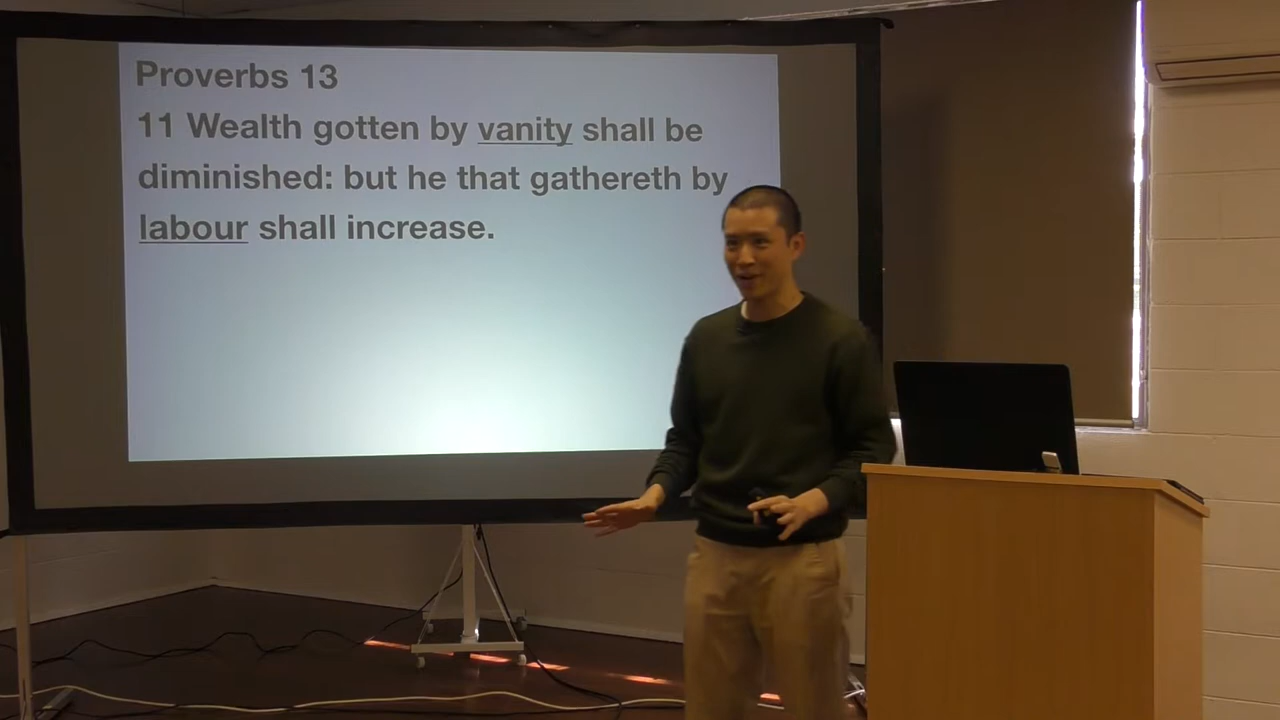 Proverbs 13
11 Wealth gotten by vanity shall be
diminished: but he that gathereth by
labour shall increase.